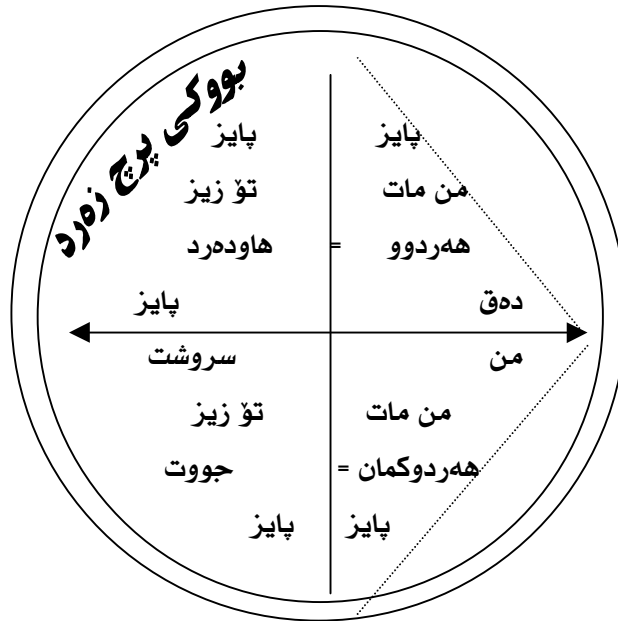 بووکی پرچ زەرد
پایز پایز
من مات تۆ زیز
هەردوو = هاودەرد
دەق پایز
من سروشت
من مات تۆ زیز
هەردوکمان = جووت
پایز پایز